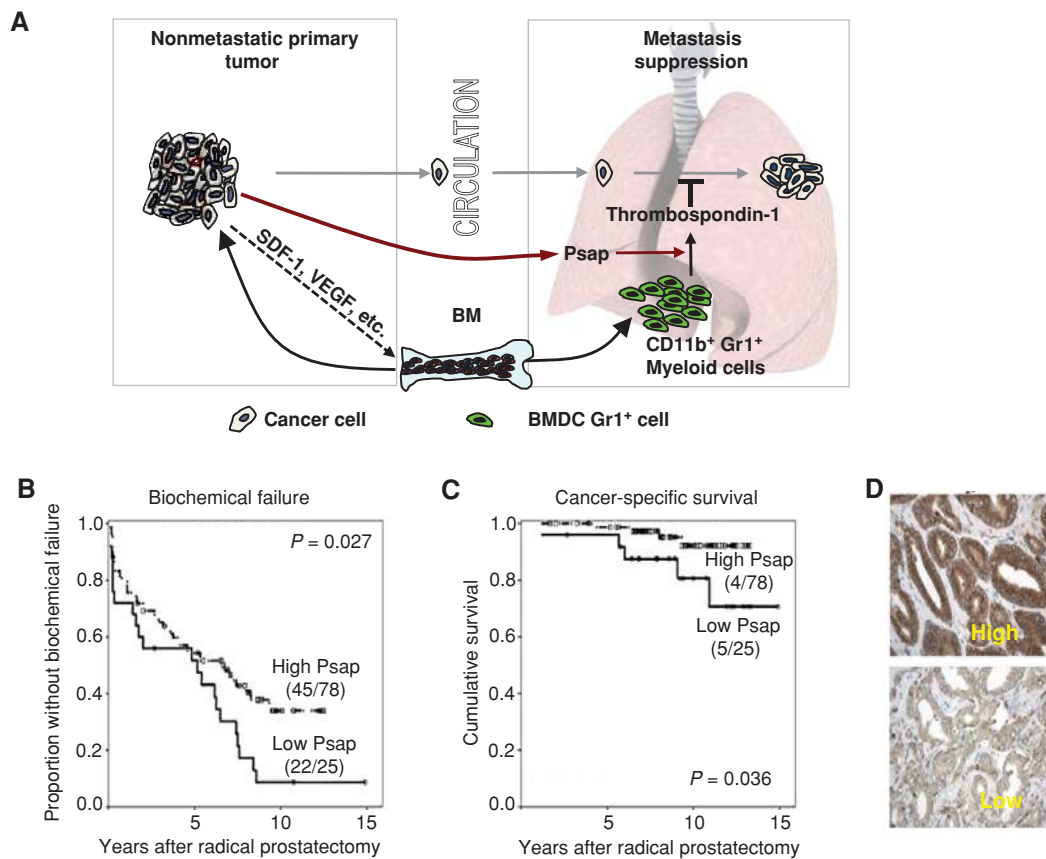 A
Nonmetastatic primary
tumor
Metastasis
suppression
CIRCULATION
Thrombospondin-1
Psap
SDF-1, VEGF, etc.
BM
CD11b⁺ Gr1⁺
Myeloid cells
Cancer cell
BMDC Gr1⁺ cell
B
Biochemical failure
Proportion without biochemical failure
1.0
0.8
0.6
0.4
0.2
0.0
P = 0.027
High Psap
(45/78)
Low Psap
(22/25)
5
10
15
Years after radical prostatectomy
C
Cancer-specific survival
Cumulative survival
1.0
0.8
0.6
0.4
0.2
0.0
High Psap
(4/78)
Low Psap
(5/25)
P = 0.036
5
10
15
Years after radical prostatectomy
D
High
Low